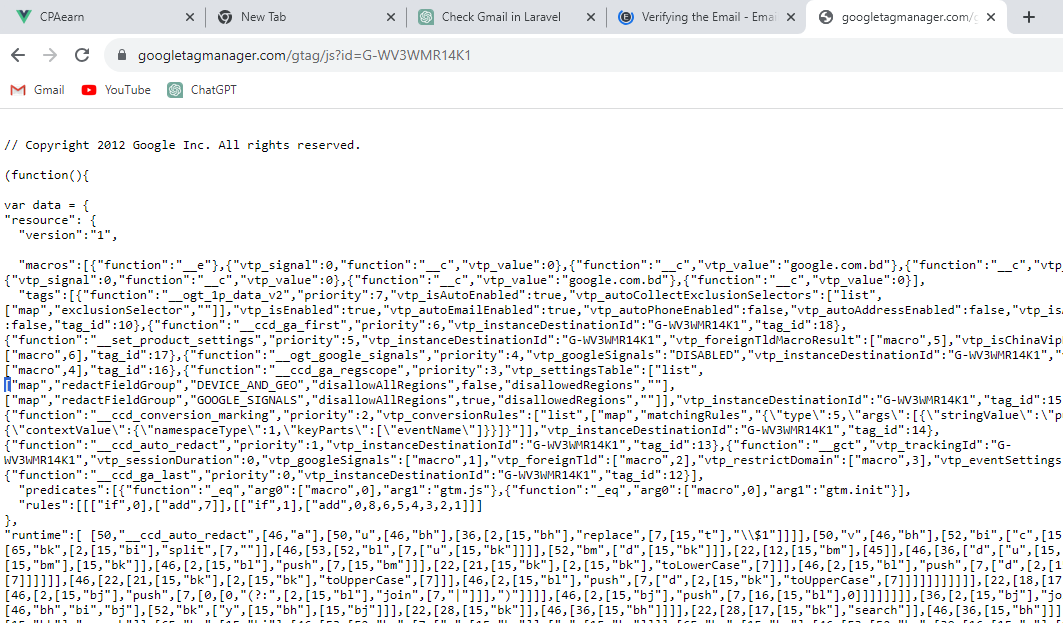 CPAearn
New Tab
Check Gmail in Laravel
Verifying the Email - Emai
googletagmanager.com/g
googletagmanager.com/gtag/js?id=G-WV3WMR14K1
Gmail
YouTube
ChatGPT
// Copyright 2012 Google Inc. All rights reserved.
(function(){
var data = {
"resource": {
"version":"1",
"macros":[{"function":"__e"},{"vtp_signal":0,"function":"__c","vtp_value":0},{"function":"__c","vtp_value":"google.com.bd"},{"function":"__c","vtp_value":0},
{"vtp_signal":0,"function":"__c","vtp_value":0},{"function":"__c","vtp_value":"google.com.bd"},{"function":"__c","vtp_value":0}],
"tags":[{"function":"__ogt_1p_data_v2","priority":7,"vtp_isAutoEnabled":true,"vtp_autoCollectExclusionSelectors":["list",
["map","exclusionSelector",""]],"vtp_isEnabled":true,"vtp_autoEmailEnabled":true,"vtp_autoPhoneEnabled":false,"vtp_autoAddressEnabled":false,"vtp_isA
:false,"tag_id":10},{"function":"__ccd_ga_first","priority":6,"vtp_instanceDestinationId":"G-WV3WMR14K1","tag_id":18},
{"function":"__set_product_settings","priority":5,"vtp_instanceDestinationId":"G-WV3WMR14K1","vtp_foreignTldMacroResult":["macro",5],"vtp_isChinaVip
["macro",6],"tag_id":17},{"function":"__ogt_google_signals","priority":4,"vtp_googleSignals":"DISABLED","vtp_instanceDestinationId":"G-WV3WMR14K1","
["macro",4],"tag_id":16},{"function":"__ccd_ga_regscope","priority":3,"vtp_settingsTable":["list",
["map","redactFieldGroup","DEVICE_AND_GEO","disallowAllRegions",false,"disallowedRegions",""],
["map","redactFieldGroup","GOOGLE_SIGNALS","disallowAllRegions",true,"disallowedRegions",""]],"vtp_instanceDestinationId":"G-WV3WMR14K1","tag_id":15
{"function":"__ccd_conversion_marking","priority":2,"vtp_conversionRules":["list",["map","matchingRules","{\"type\":5,\"args\":[{\"stringValue\":\"p
{\"contextValue\":{\"namespaceType\":1,\"keyParts\":[\"eventName\"]}}]}"]],"vtp_instanceDestinationId":"G-WV3WMR14K1","tag_id":14},
{"function":"__ccd_auto_redact","priority":1,"vtp_instanceDestinationId":"G-WV3WMR14K1","tag_id":13},{"function":"__gct","vtp_trackingId":"G-
WV3WMR14K1","vtp_sessionDuration":0,"vtp_googleSignals":["macro",1],"vtp_foreignTld":["macro",2],"vtp_restrictDomain":["macro",3],"vtp_eventSettings
{"function":"__ccd_ga_last","priority":0,"vtp_instanceDestinationId":"G-WV3WMR14K1","tag_id":12}],
"predicates":[{"function":"_eq","arg0":["macro",0],"arg1":"gtm.js"},{"function":"_eq","arg0":["macro",0],"arg1":"gtm.init"}],
"rules":[[["if",0],["add",7]],[["if",1],["add",0,8,6,5,4,3,2,1]]]
},
"runtime":[ [50,"__ccd_auto_redact",[46,"a"],[50,"u",[46,"bh"],[36,[2,[15,"bh"],"replace",[7,[15,"t"],"\\$1"]]]],[50,"v",[46,"bh"],[52,"bi",["c",[15
[65,"bk",[2,[15,"bi"],"split",[7,""]],[46,[53,[52,"bl",[7,["u",[15,"bk"]]]],[52,"bm",["d",[15,"bk"]]],[22,[12,[15,"bm"],[45]],[46,[36,["d",["u",[15,
[15,"bm"],[15,"bk"]],[46,[2,[15,"bl"],"push",[7,[15,"bm"]]],[22,[21,[15,"bk"],[2,[15,"bk"],"toLowerCase",[7]]],[46,[2,[15,"bl"],"push",[7,["d",[2,[1
[7]]]]]],[46,[22,[21,[15,"bk"],[2,[15,"bk"],"toUpperCase",[7]]],[46,[2,[15,"bl"],"push",[7,["d",[2,[15,"bk"],"toUpperCase",[7]]]]]]]]]],[22,[18,[17
[46,[2,[15,"bj"],"push",[7,[0,[0,"(?:",[2,[15,"bl"],"join",[7,"|"]]],")"]]]],[46,[2,[15,"bj"],"push",[7,[16,[15,"bl"],0]]]]]]],[36,[2,[15,"bj"],"jo
[46,"bh","bi","bj"],[52,"bk",["y",[15,"bh"],[15,"bj"]]],[22,[28,[15,"bk"]],[46,[36,[15,"bh"]]]],[22,[28,[17,[15,"bk"],"search"]],[46,[36,[15,"bh"]]]